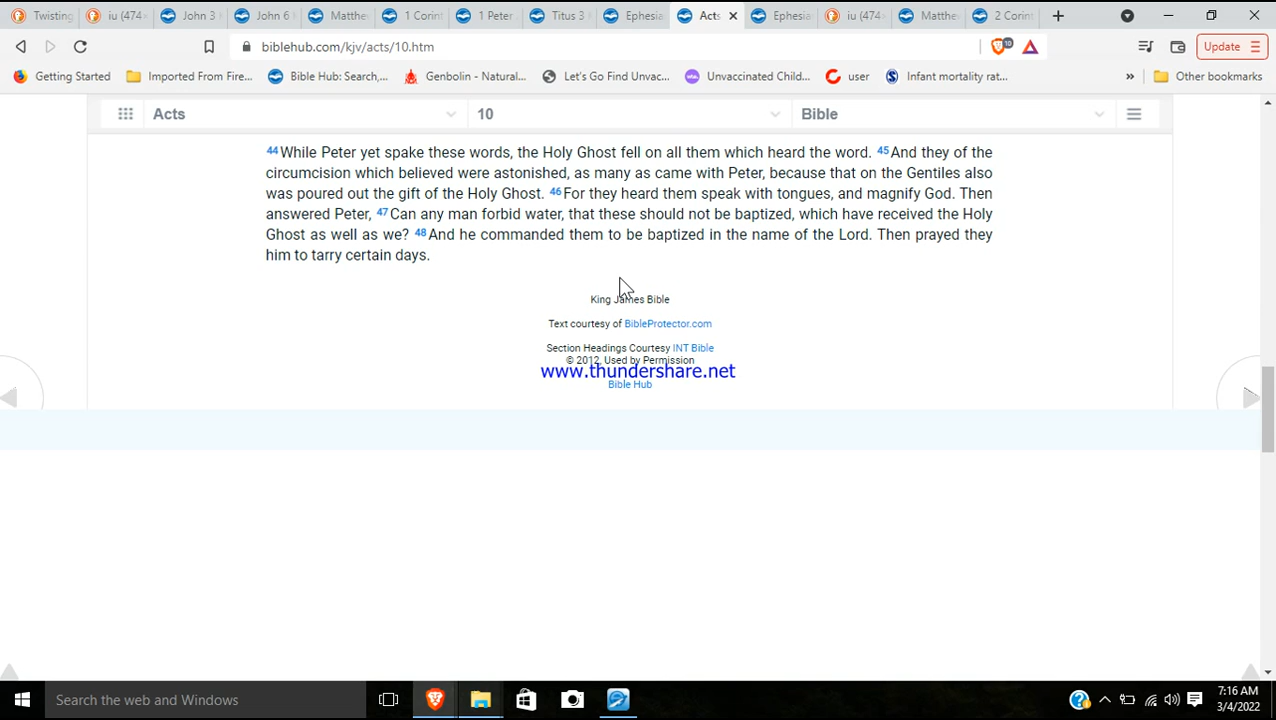 Twisting
iu (474×
John 3
John 6
Matthe
1 Corin
1 Peter
Titus 3
Ephesia
Acts
Ephesia
iu (474×
Matthe
2 Corin
biblehub.com/kjv/acts/10.htm
10
Update
Getting Started
Imported From Fire...
Bible Hub: Search,...
Genbolin - Natural...
Let's Go Find Unvac...
Unvaccinated Child...
user
Infant mortality rat...
»
Other bookmarks
Acts
10
Bible
44 While Peter yet spake these words, the Holy Ghost fell on all them which heard the word. 45 And they of the
circumcision which believed were astonished, as many as came with Peter, because that on the Gentiles also
was poured out the gift of the Holy Ghost. 46 For they heard them speak with tongues, and magnify God. Then
answered Peter, 47 Can any man forbid water, that these should not be baptized, which have received the Holy
Ghost as well as we? 48 And he commanded them to be baptized in the name of the Lord. Then prayed they
him to tarry certain days.
King James Bible
Text courtesy of BibleProtector.com
Section Headings Courtesy INT Bible
© 2012, Used by Permission
www.thundershare.net
Bible Hub
Search the web and Windows
7:16 AM
3/4/2022